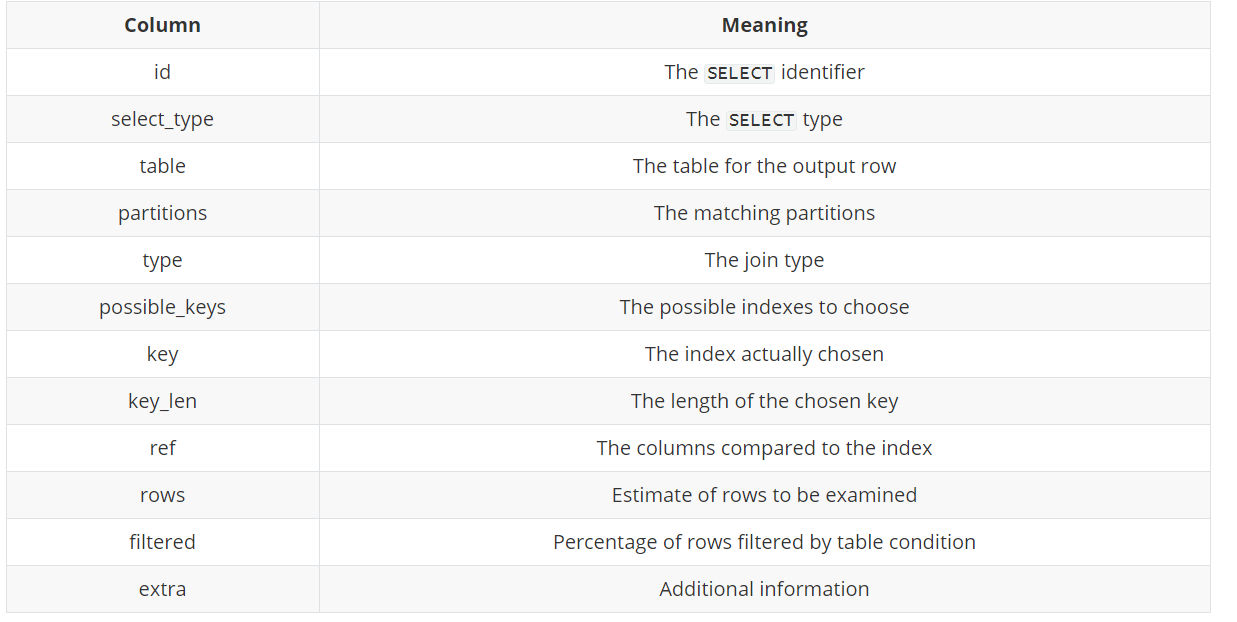 Column Meaning
id The SELECT identifier
select_type The SELECT type
table The table for the output row
partitions The matching partitions
type The join type
possible_keys The possible indexes to choose
key The index actually chosen
key_len The length of the chosen key
ref The columns compared to the index
rows Estimate of rows to be examined
filtered Percentage of rows filtered by table condition
extra Additional information